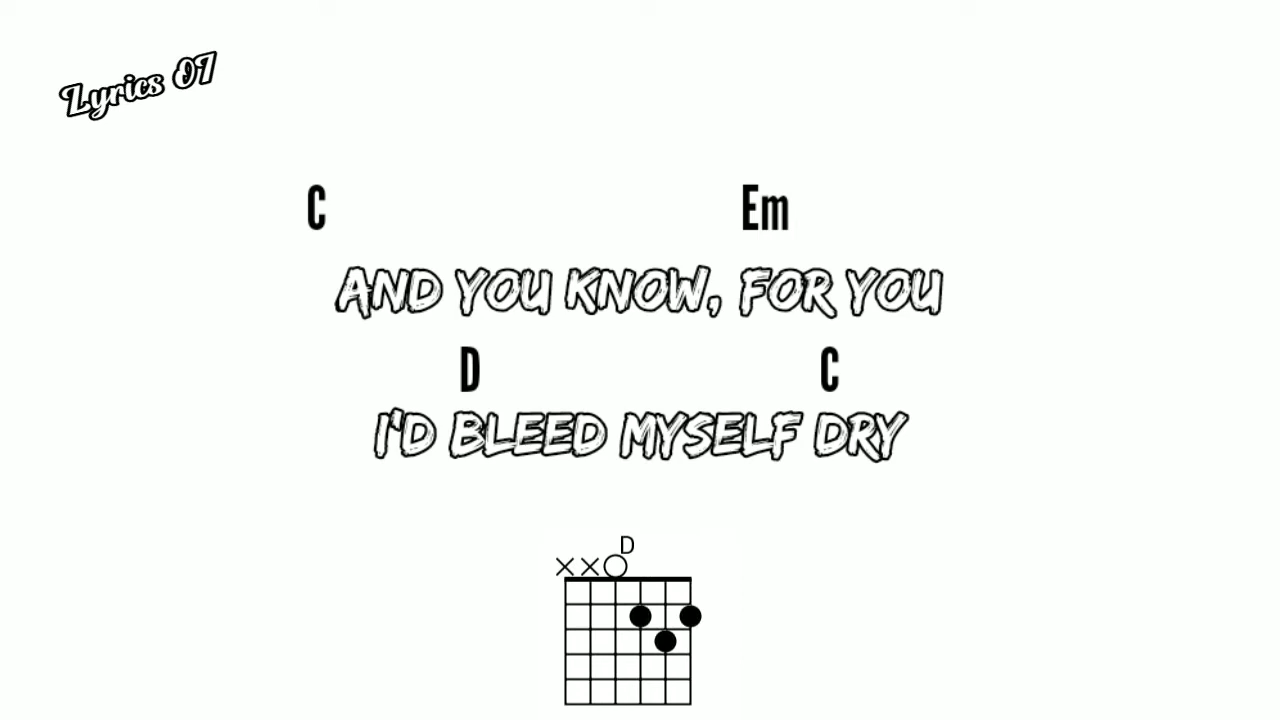 Lyrics 07
C Em
AND YOU KNOW, FOR YOU
D C
I'D BLEED MYSELF DRY
D
××○